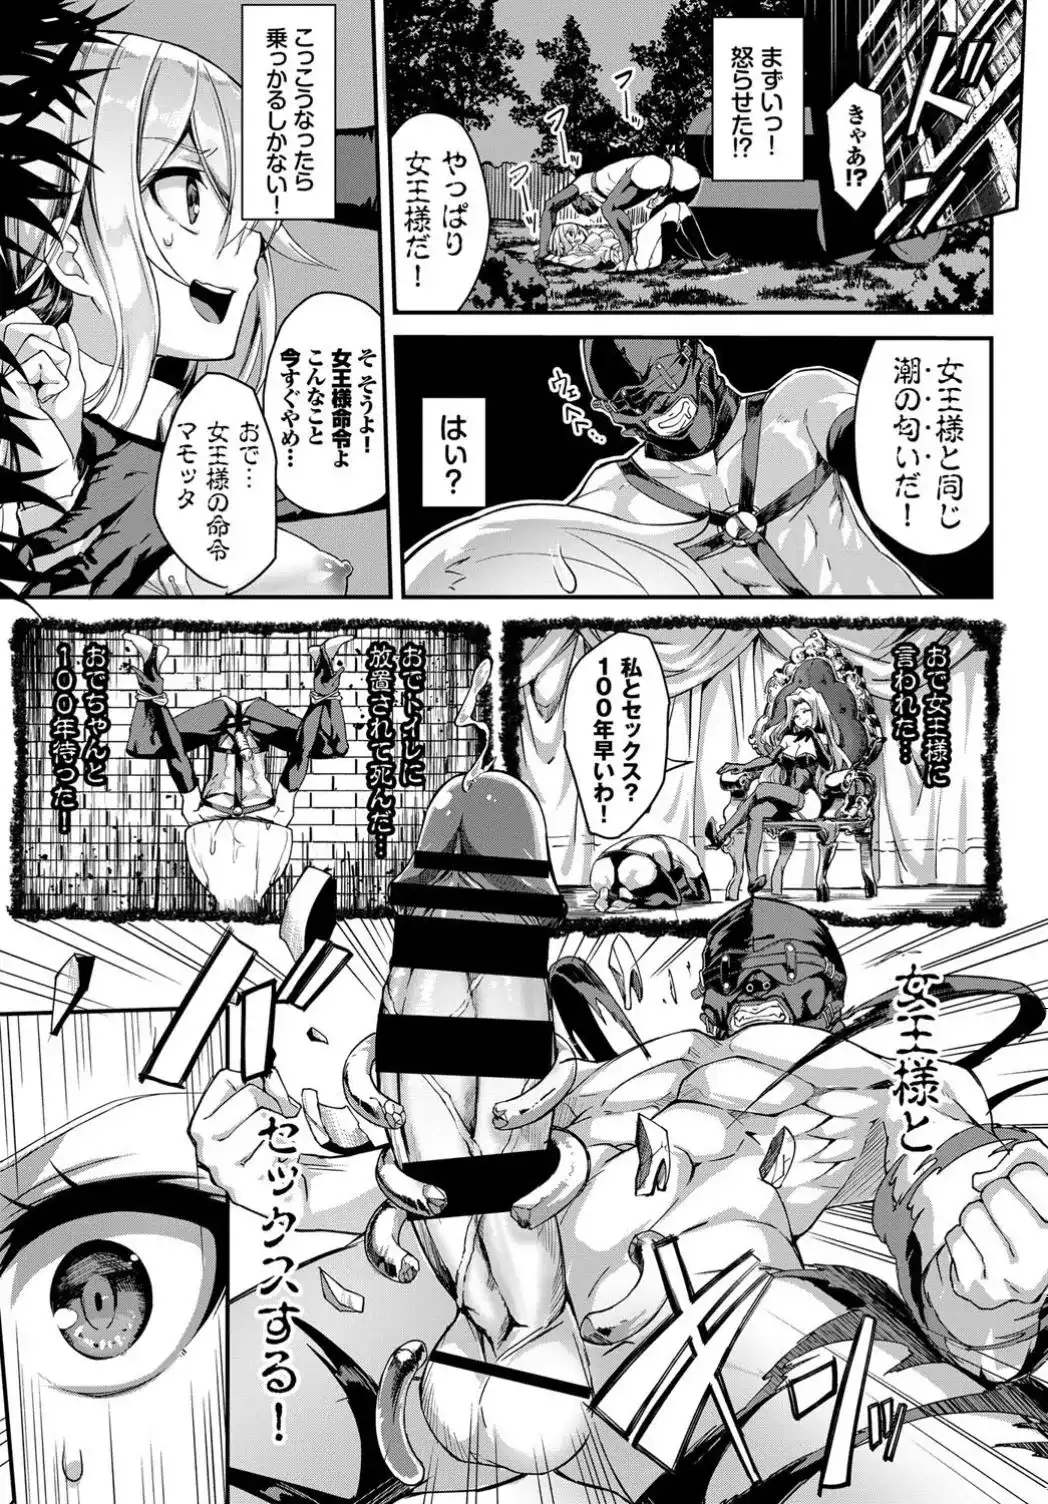 ドドン
きゃあ!?
まずいっ!
怒らせた!?
やっぱり
女王様だ!
こっこうなったら
乗っかるしかない!
女王様と同じ
潮の匂いだ!
ウェへへ
はい?
そ そうよ!
女王様命令よ
こんなこと
今すぐやめ…
おで…
女王様の命令
マモッタ
おで女王様に
言われた…
私とセックス?
100年早いわ!
おでトイレに
放置されて死んだ…
おでちゃんと
100年待った!
女王様と
セックスする!